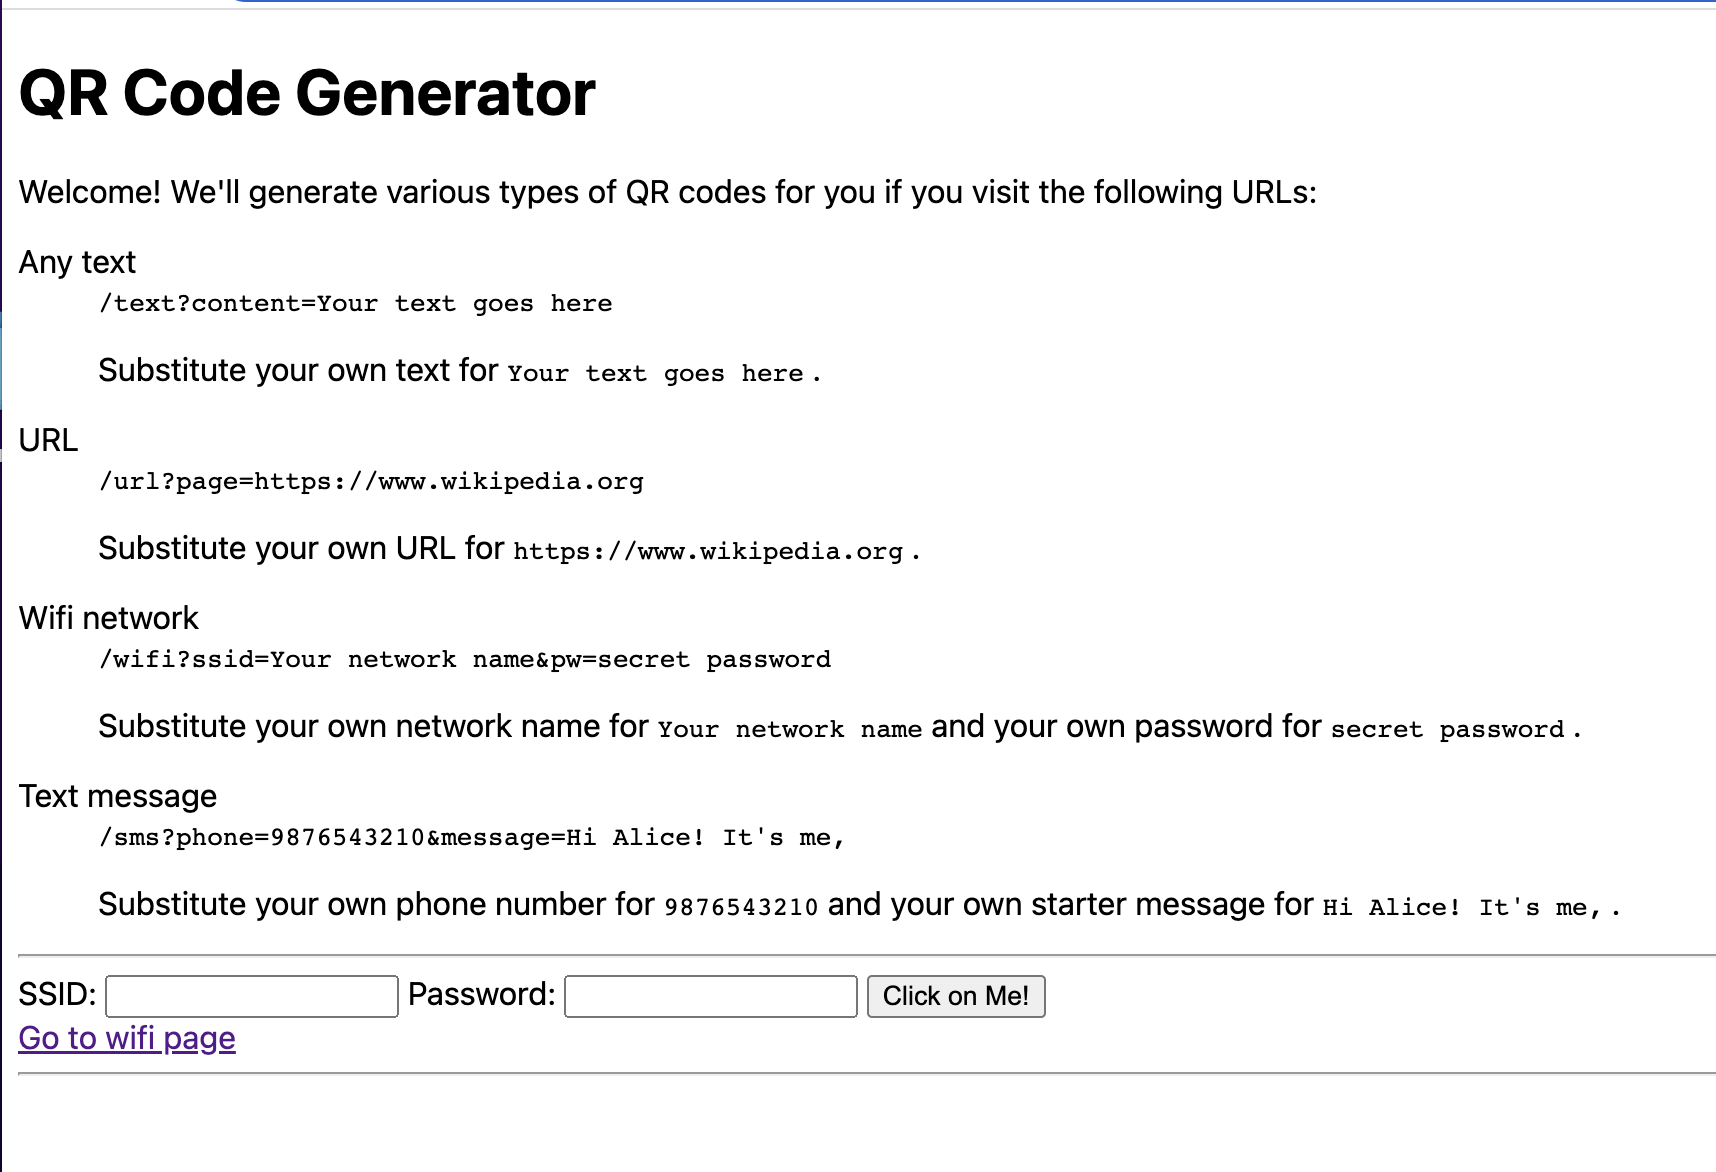 QR Code Generator
Welcome! We'll generate various types of QR codes for you if you visit the following URLs:
Any text
/text?content=Your text goes here
Substitute your own text for Your text goes here .
URL
/url?page=https://www.wikipedia.org
Substitute your own URL for https://www.wikipedia.org .
Wifi network
/wifi?ssid=Your network name&pw=secret password
Substitute your own network name for Your network name and your own password for secret password .
Text message
/sms?phone=9876543210&message=Hi Alice! It's me,
Substitute your own phone number for 9876543210 and your own starter message for Hi Alice! It's me, .
SSID: Password: Click on Me!
Go to wifi page